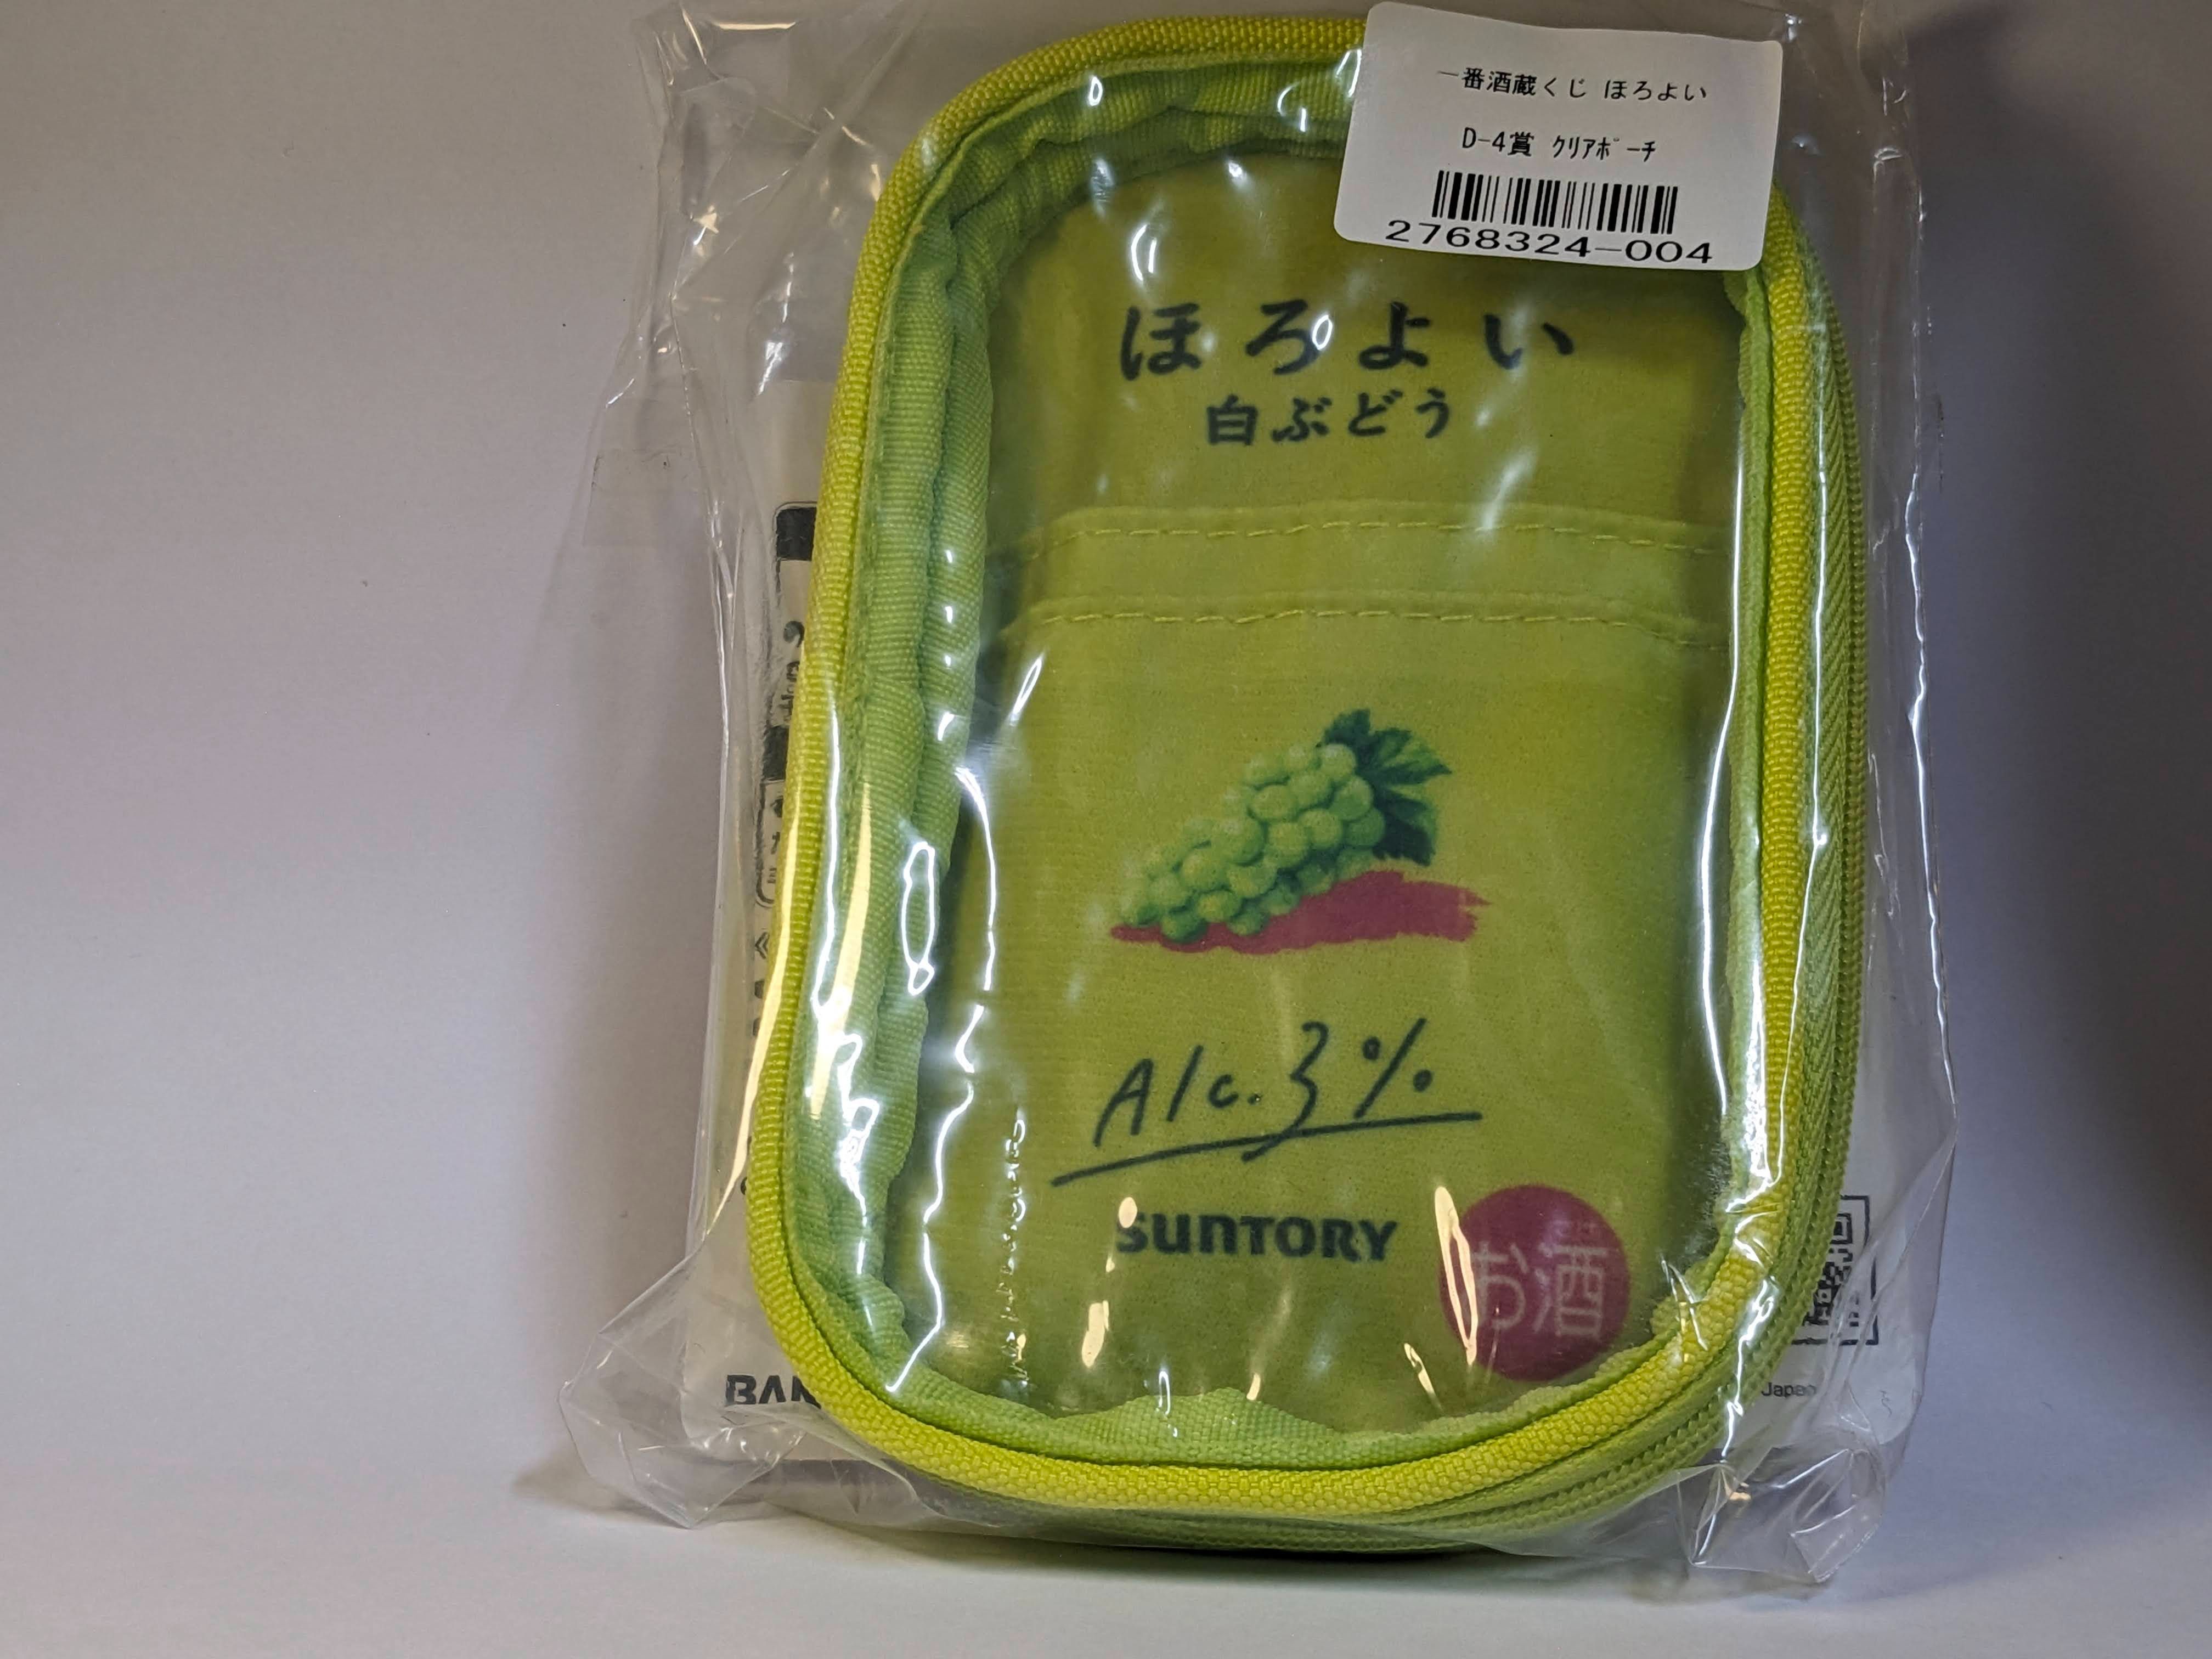 一番酒蔵くじ ほろよい
D-4賞 ｸﾘｱﾎﾟｰﾁ
2768324-004
ほろよい
白ぶどう
Alc.3%
SUNTORY
お酒
Japan